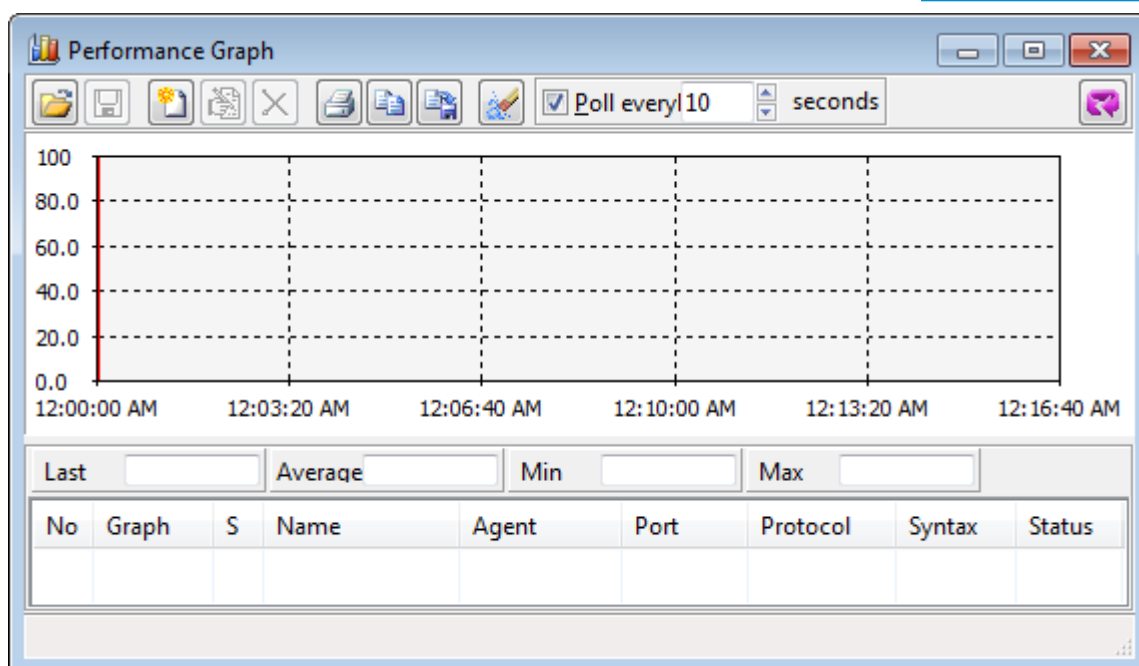 Performance Graph
Poll every 10 seconds
100
80.0
60.0
40.0
20.0
0.0
12:00:00 AM 12:03:20 AM 12:06:40 AM 12:10:00 AM 12:13:20 AM 12:16:40 AM
Last Average Min Max
No Graph S Name Agent Port Protocol Syntax Status